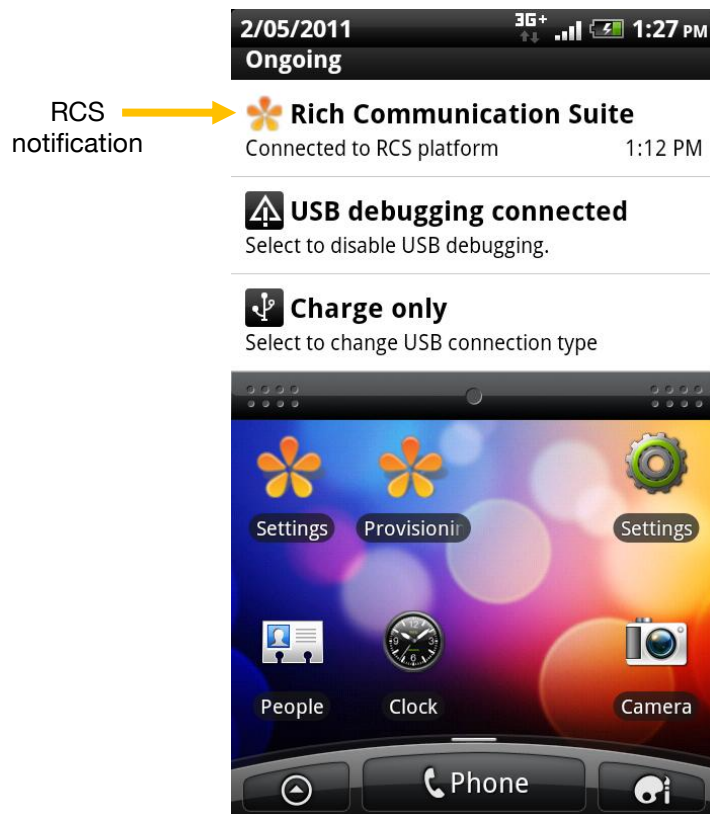 2/05/2011 3G+ 1:27 PM
Ongoing
RCS
notification
Rich Communication Suite
Connected to RCS platform 1:12 PM
USB debugging connected
Select to disable USB debugging.
Charge only
Select to change USB connection type
Settings Provisionin Settings
People Clock Camera
Phone